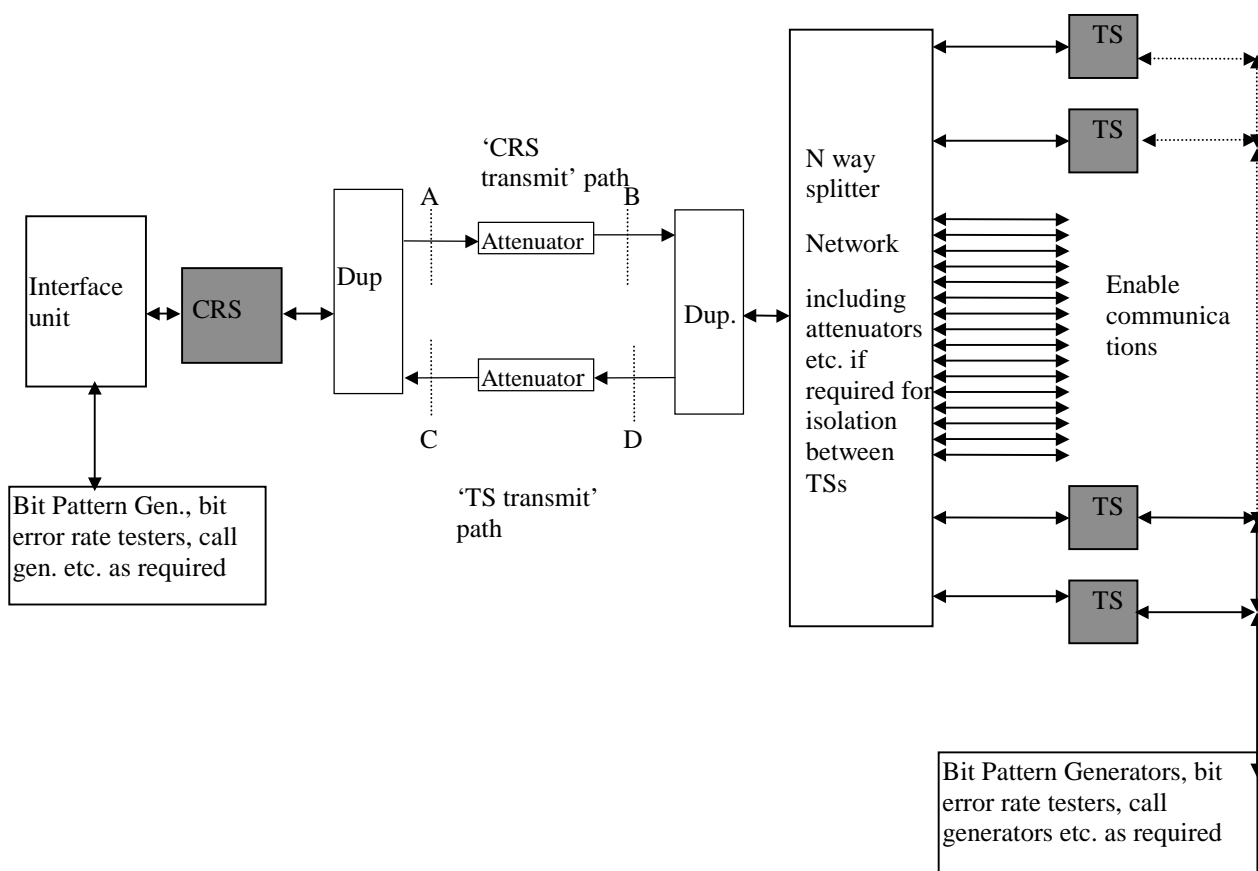 TS
TS
‘CRS
transmit’ path
A
B
Attenuator
Interface
unit
CRS
Dup
Dup.
N way
splitter
Network
including
attenuators
etc. if
required for
isolation
between
TSs
Enable
communica
tions
Attenuator
C
D
‘TS transmit’
path
Bit Pattern Gen., bit
error rate testers, call
gen. etc. as required
TS
TS
Bit Pattern Generators, bit
error rate testers, call
generators etc. as required